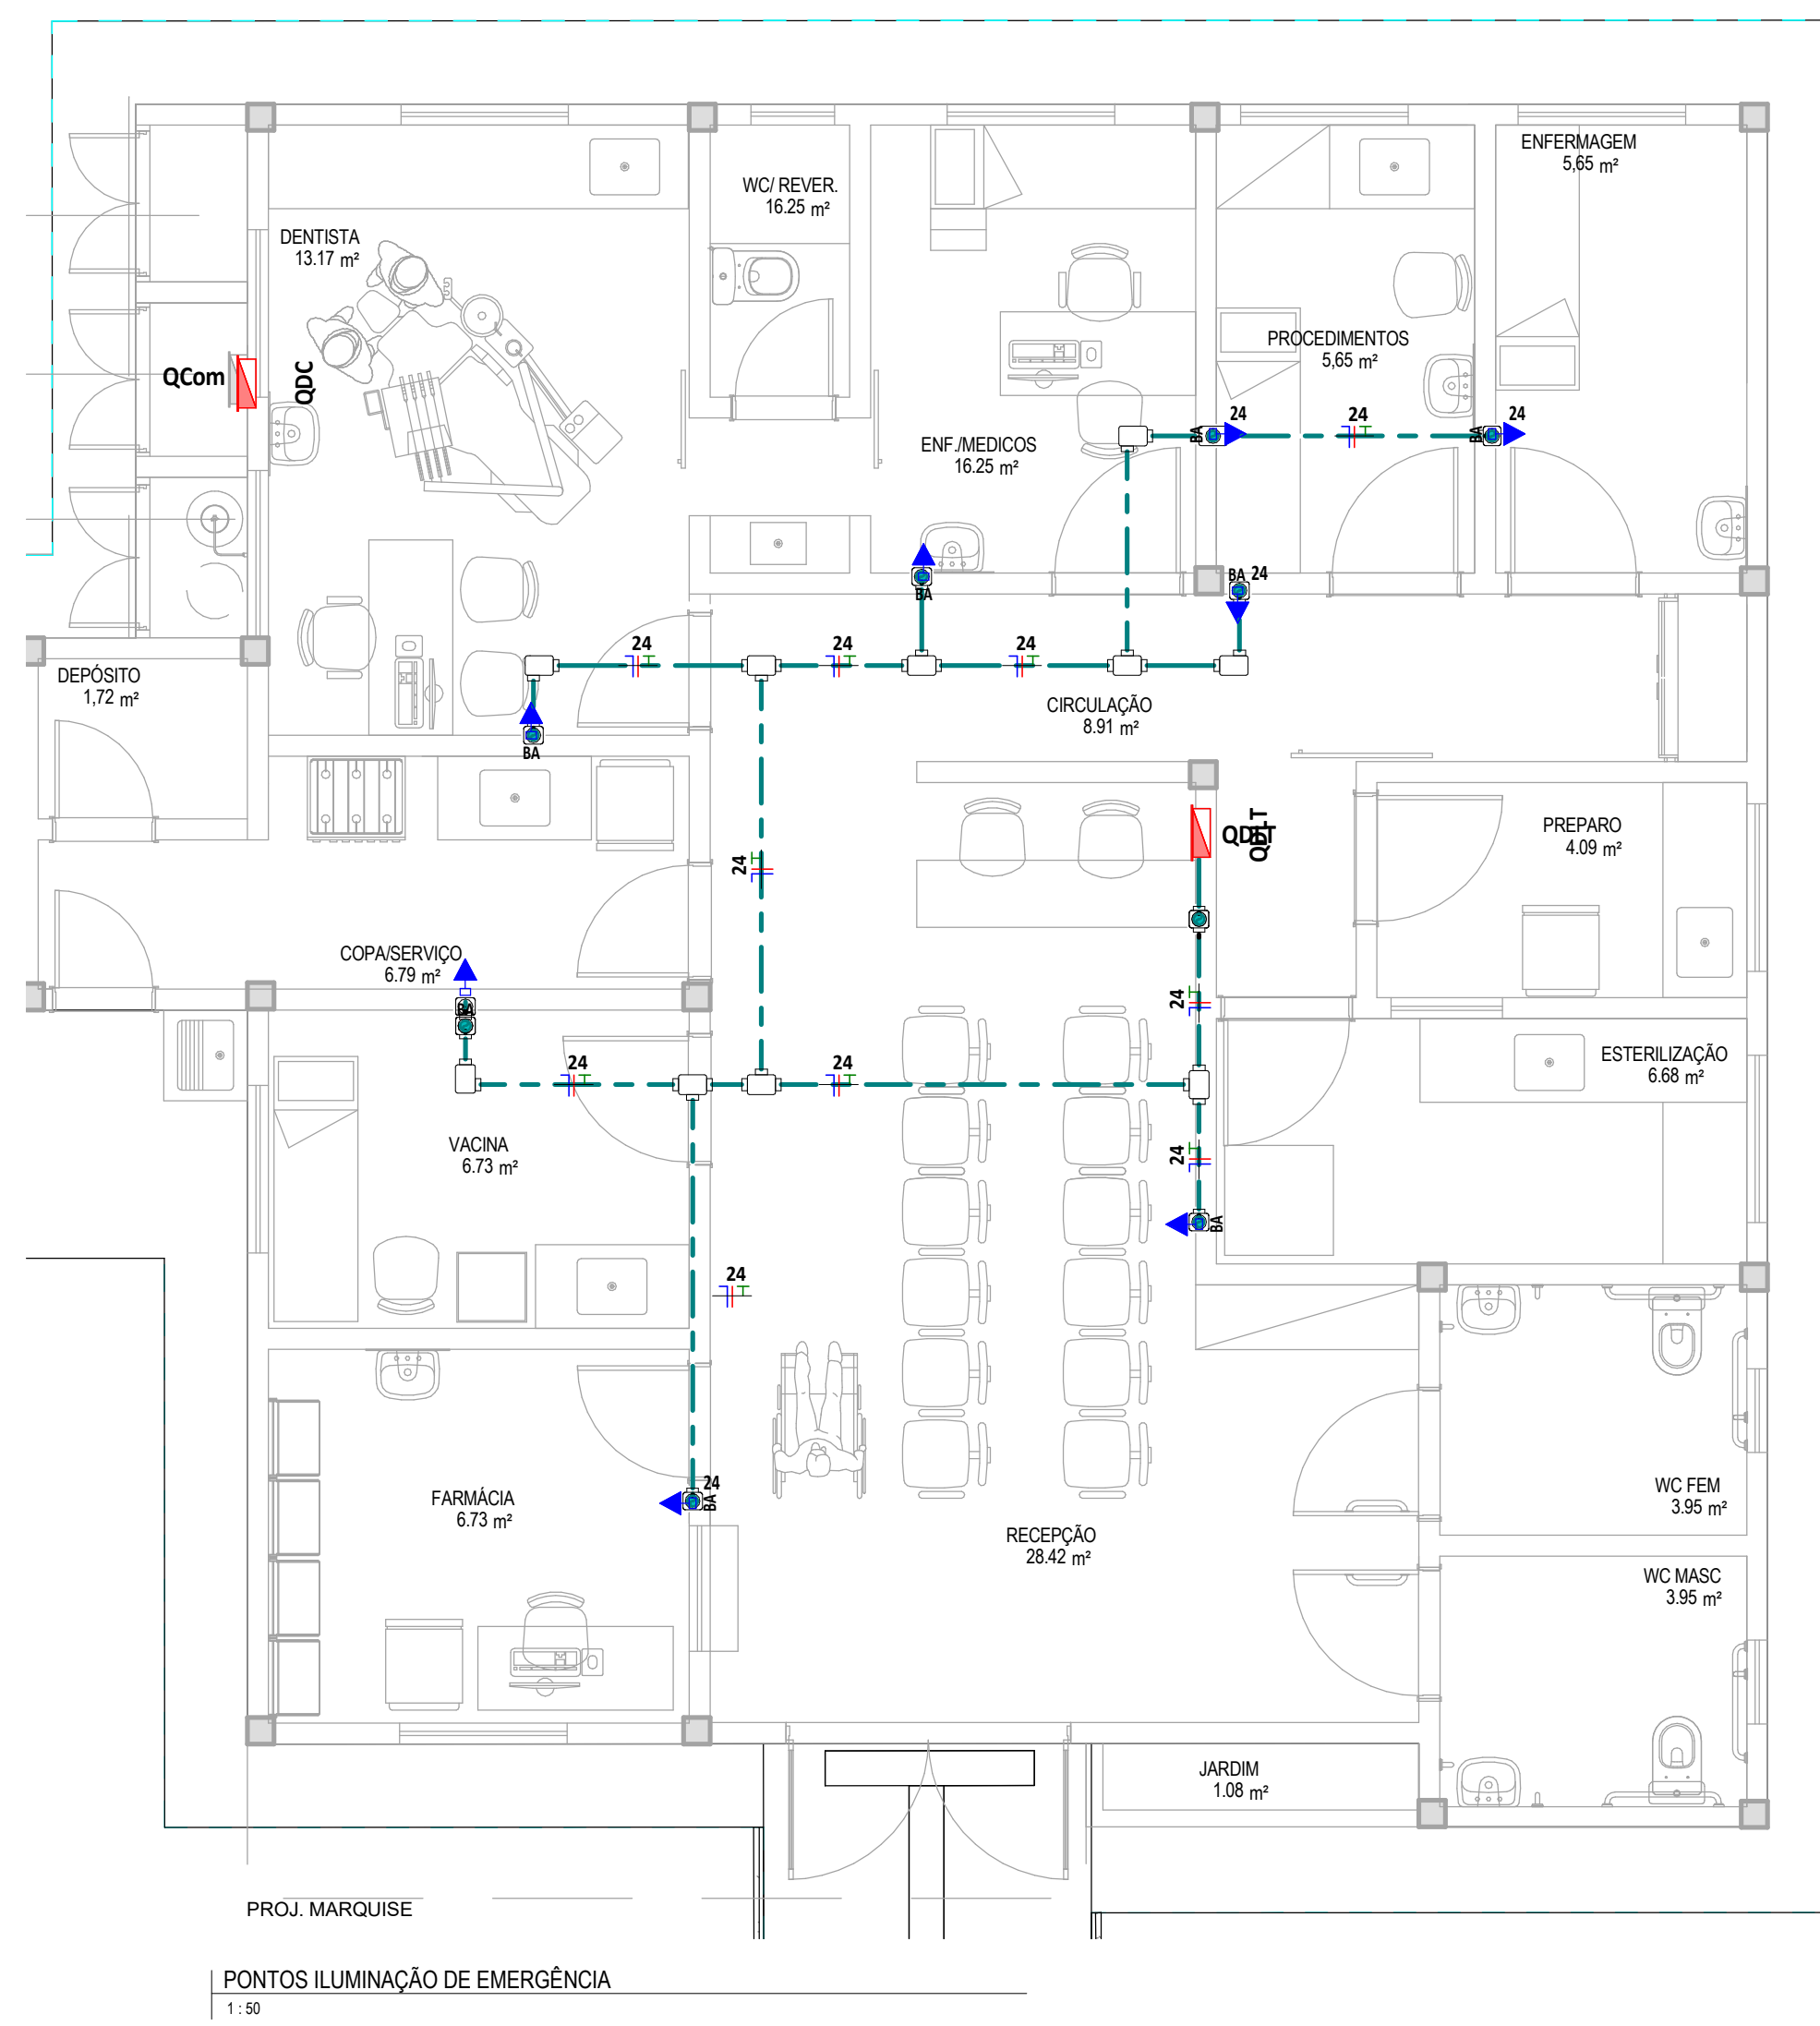 ENFERMAGEM
5,65 m²
WC/ REVER.
16.25 m²
DENTISTA
13.17 m²
PROCEDIMENTOS
5,65 m²
QCom
QDC
24
24
24
BA
BA
ENF./MEDICOS
16.25 m²
BA
BA 24
24
24
24
DEPÓSITO
1,72 m²
CIRCULAÇÃO
8.91 m²
BA
QDLT
QDLT
PREPARO
4.09 m²
24
COPA/SERVIÇO
6.79 m²
BA
24
24
24
ESTERILIZAÇÃO
6.68 m²
VACINA
6.73 m²
24
BA
24
24
BA
FARMÁCIA
6.73 m²
WC FEM
3.95 m²
RECEPÇÃO
28.42 m²
WC MASC
3.95 m²
JARDIM
1.08 m²
PROJ. MARQUISE
PONTOS ILUMINAÇÃO DE EMERGÊNCIA
1 : 50